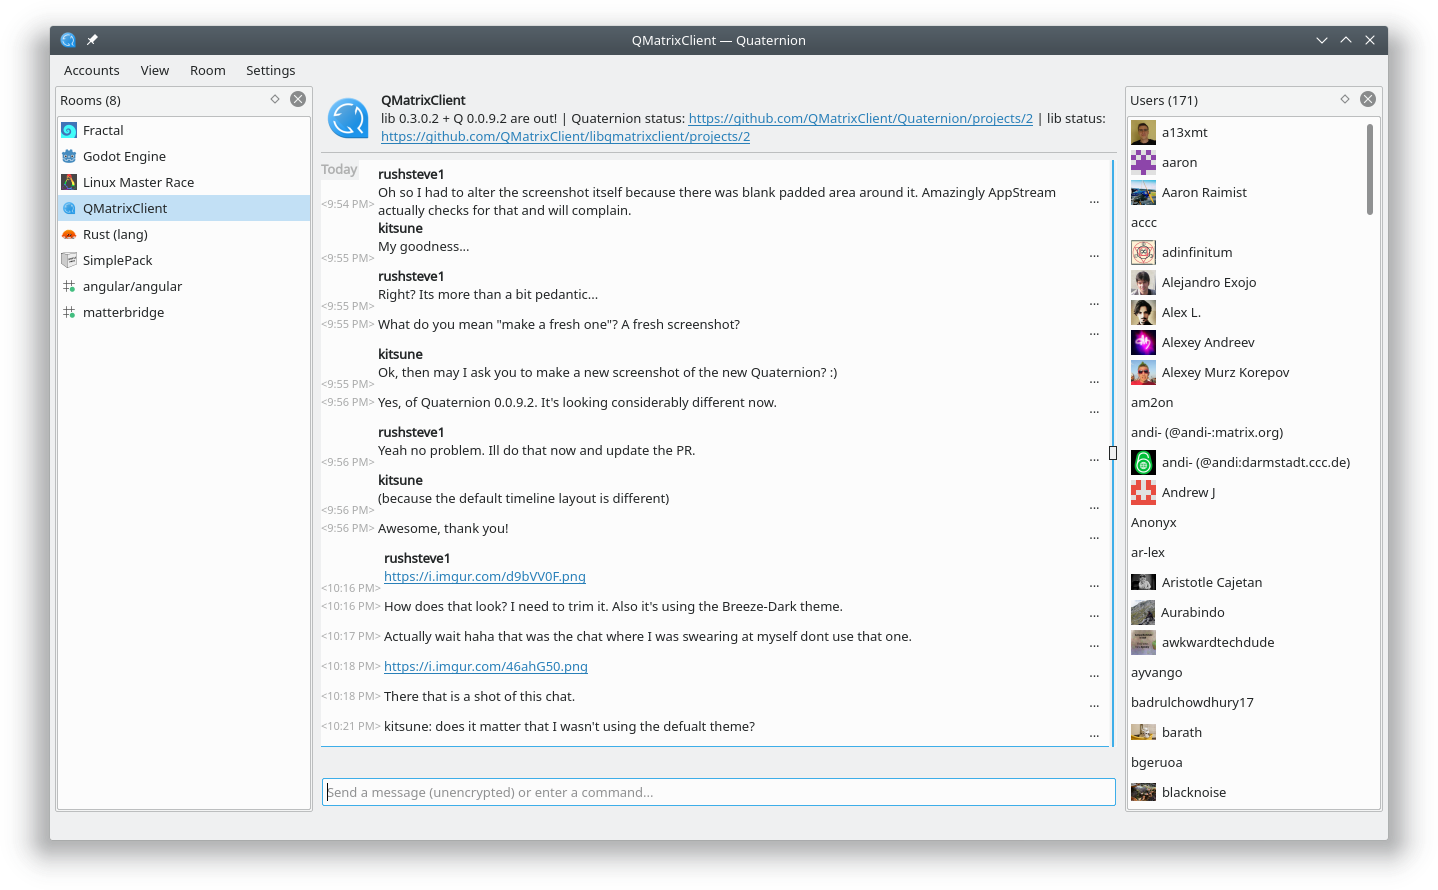 QMatrixClient — Quaternion
Accounts View Room Settings
Rooms (8)
Fractal
Godot Engine
Linux Master Race
QMatrixClient
Rust (lang)
SimplePack
angular/angular
matterbridge
QMatrixClient
lib 0.3.0.2 + Q 0.0.9.2 are out! | Quaternion status: https://github.com/QMatrixClient/Quaternion/projects/2 | lib status:
https://github.com/QMatrixClient/libqmatrixclient/projects/2
Today
rushsteve1
Oh so I had to alter the screenshot itself because there was blank padded area around it. Amazingly AppStream
<9:54 PM> actually checks for that and will complain. ...
kitsune
My goodness...
<9:55 PM> ...
rushsteve1
Right? Its more than a bit pedantic...
<9:55 PM> ...
<9:55 PM> What do you mean "make a fresh one"? A fresh screenshot? ...
kitsune
Ok, then may I ask you to make a new screenshot of the new Quaternion? :)
<9:55 PM> ...
<9:56 PM> Yes, of Quaternion 0.0.9.2. It's looking considerably different now. ...
rushsteve1
Yeah no problem. Ill do that now and update the PR.
<9:56 PM> ...
kitsune
(because the default timeline layout is different)
<9:56 PM> ...
<9:56 PM> Awesome, thank you! ...
rushsteve1
https://i.imgur.com/d9bVV0F.png
<10:16 PM> ...
<10:16 PM> How does that look? I need to trim it. Also it's using the Breeze-Dark theme. ...
<10:17 PM> Actually wait haha that was the chat where I was swearing at myself dont use that one. ...
<10:18 PM> https://i.imgur.com/46ahG50.png ...
<10:18 PM> There that is a shot of this chat. ...
<10:21 PM> kitsune: does it matter that I wasn't using the defualt theme? ...
Send a message (unencrypted) or enter a command...
Users (171)
a13xmt
aaron
Aaron Raimist
accc
adinfinitum
Alejandro Exojo
Alex L.
Alexey Andreev
Alexey Murz Korepov
am2on
andi- (@andi-:matrix.org)
andi- (@andi:darmstadt.ccc.de)
Andrew J
Anonyx
ar-lex
Aristotle Cajetan
Aurabindo
awkwardtechdude
ayvango
badrulchowdhury17
barath
bgeruoa
blacknoise